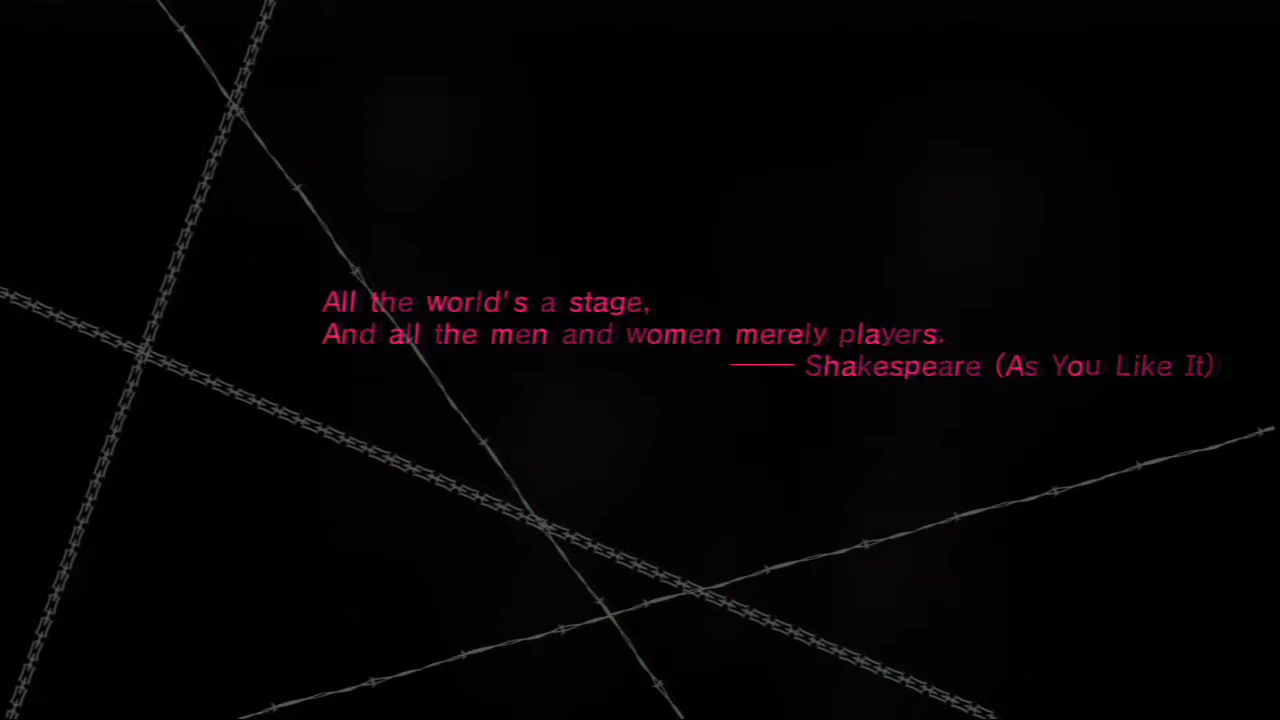 All the world's a stage,
And all the men and women merely players.
—— Shakespeare (As You Like It)